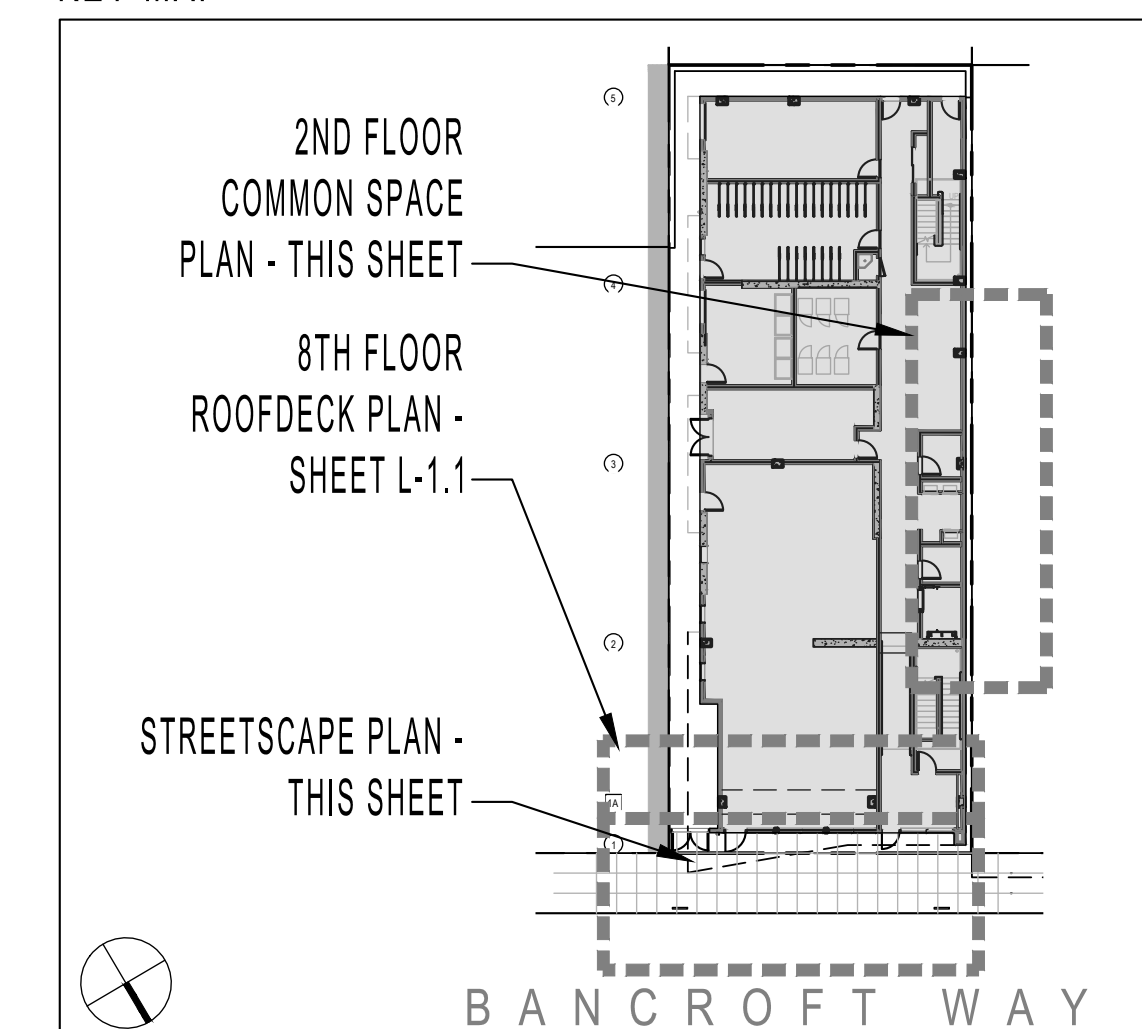 2ND FLOOR
COMMON SPACE
PLAN - THIS SHEET
8TH FLOOR
ROOFDECK PLAN -
SHEET L-1.1
STREETSCAPE PLAN -
THIS SHEET
5
4
3
2
1A
1
BANCROFT WAY